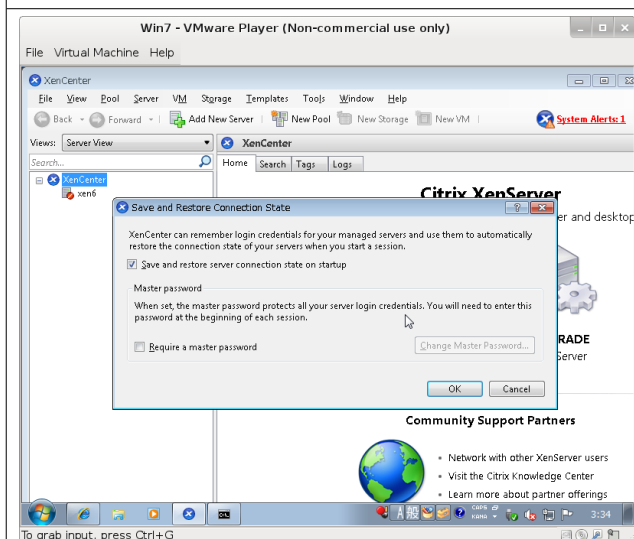 Win7 - VMware Player (Non-commercial use only)
File Virtual Machine Help
XenCenter
File View Pool Server VM Storage Templates Tools Window Help
Back Forward Add New Server New Pool New Storage New VM System Alerts: 1
Views: Server View XenCenter
Search... Home Search Tags Logs
XenCenter
xen6
Citrix XenServer
er and desktop
Save and Restore Connection State
XenCenter can remember login credentials for your managed servers and use them to automatically
restore the connection state of your servers when you start a session.
Save and restore server connection state on startup
Master password
When set, the master password protects all your server login credentials. You will need to enter this
password at the beginning of each session.
Require a master password Change Master Password...
OK Cancel
RADE
Server
Community Support Partners
• Network with other XenServer users
• Visit the Citrix Knowledge Center
• Learn more about partner offerings
A 般 CAPS KANA 3:34
To grab input, press Ctrl+G